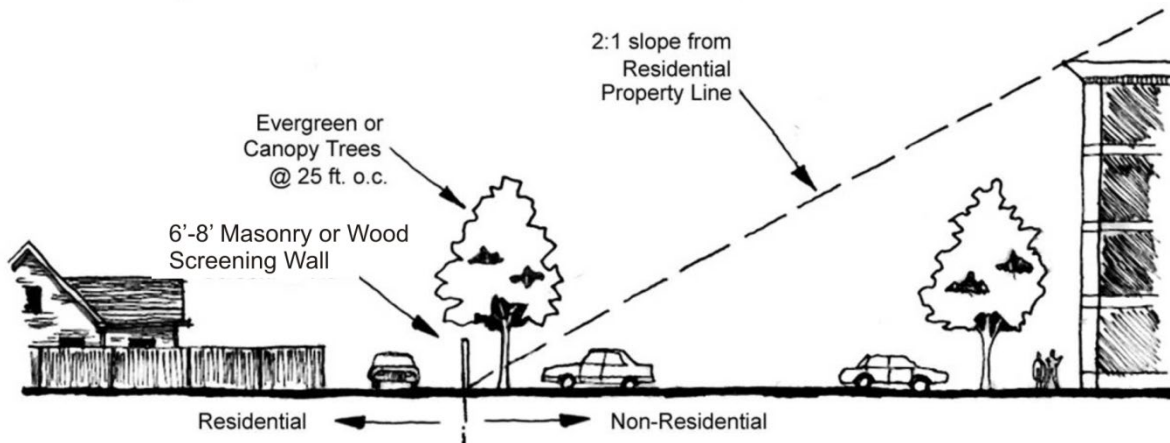 2:1 slope from
Residential
Property Line
Evergreen or
Canopy Trees
@ 25 ft. o.c.
6’-8’ Masonry or Wood
Screening Wall
Residential
Non-Residential